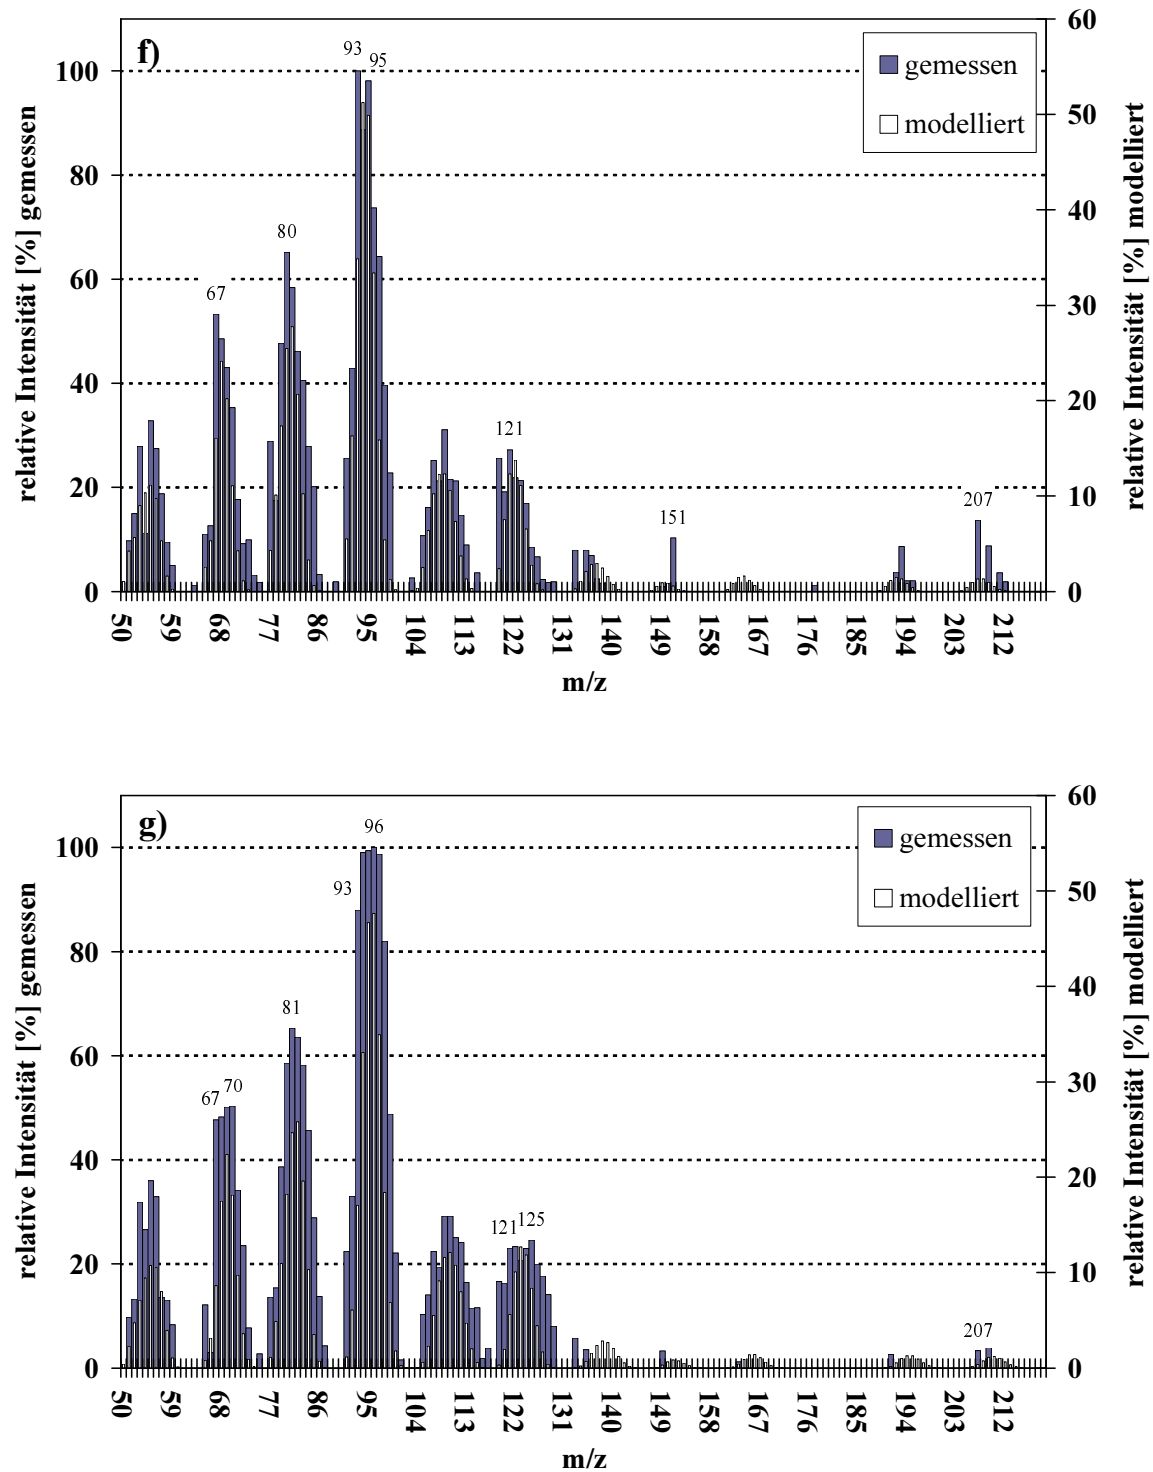 f)
93
95
80
67
121
151
207
gemessen
modelliert
relative Intensität [%] gemessen
100
80
60
40
20
0
60
50
40
30
20
10
0
relative Intensität [%] modelliert
50 59 68 77 86 95 104 113 122 131 140 149 158 167 176 185 194 203 212
m/z
g)
96
93
81
67
70
121
125
207
gemessen
modelliert
relative Intensität [%] gemessen
100
80
60
40
20
0
60
50
40
30
20
10
0
relative Intensität [%] modelliert
50 59 68 77 86 95 104 113 122 131 140 149 158 167 176 185 194 203 212
m/z